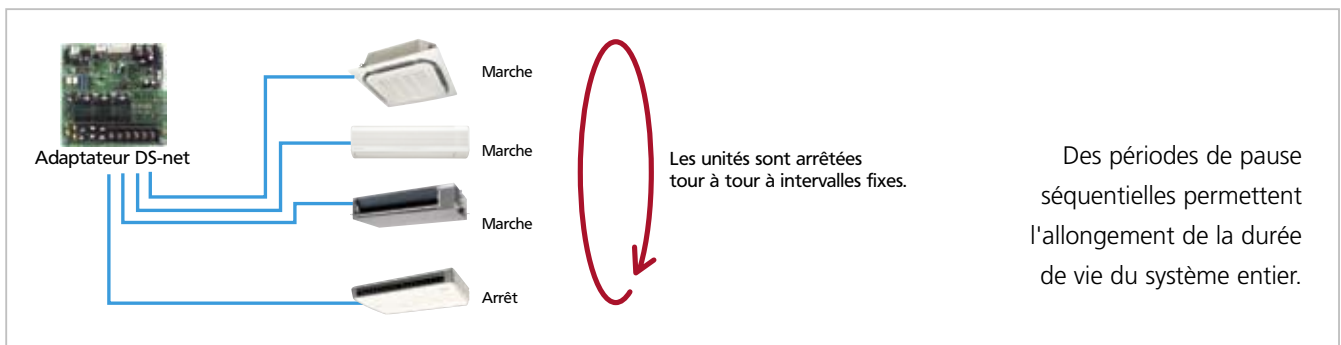 Marche
Adaptateur DS-net
Marche
Marche
Arrêt
Les unités sont arrêtées
tour à tour à intervalles fixes.
Des périodes de pause
séquentielles permettent
l'allongement de la durée
de vie du système entier.